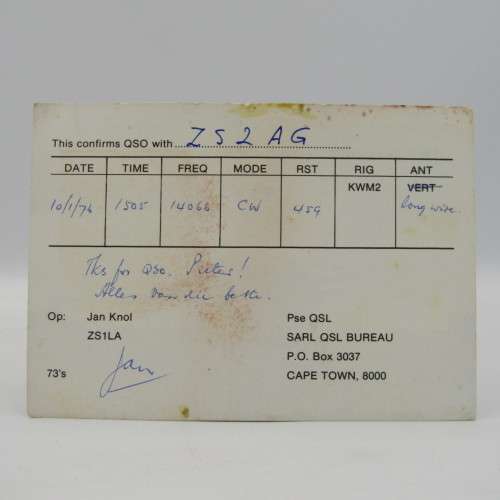 This confirms QSO with ZS2AG
DATE TIME FREQ MODE RST RIG ANT
KWM2 VERT
10/1/76 1505 14060 CW 459 long wire
Tks for QSO. Pieter!
Alles van die beste.
Op: Jan Knol Pse QSL
ZS1LA SARL QSL BUREAU
P.O. Box 3037
73's Jan CAPE TOWN, 8000